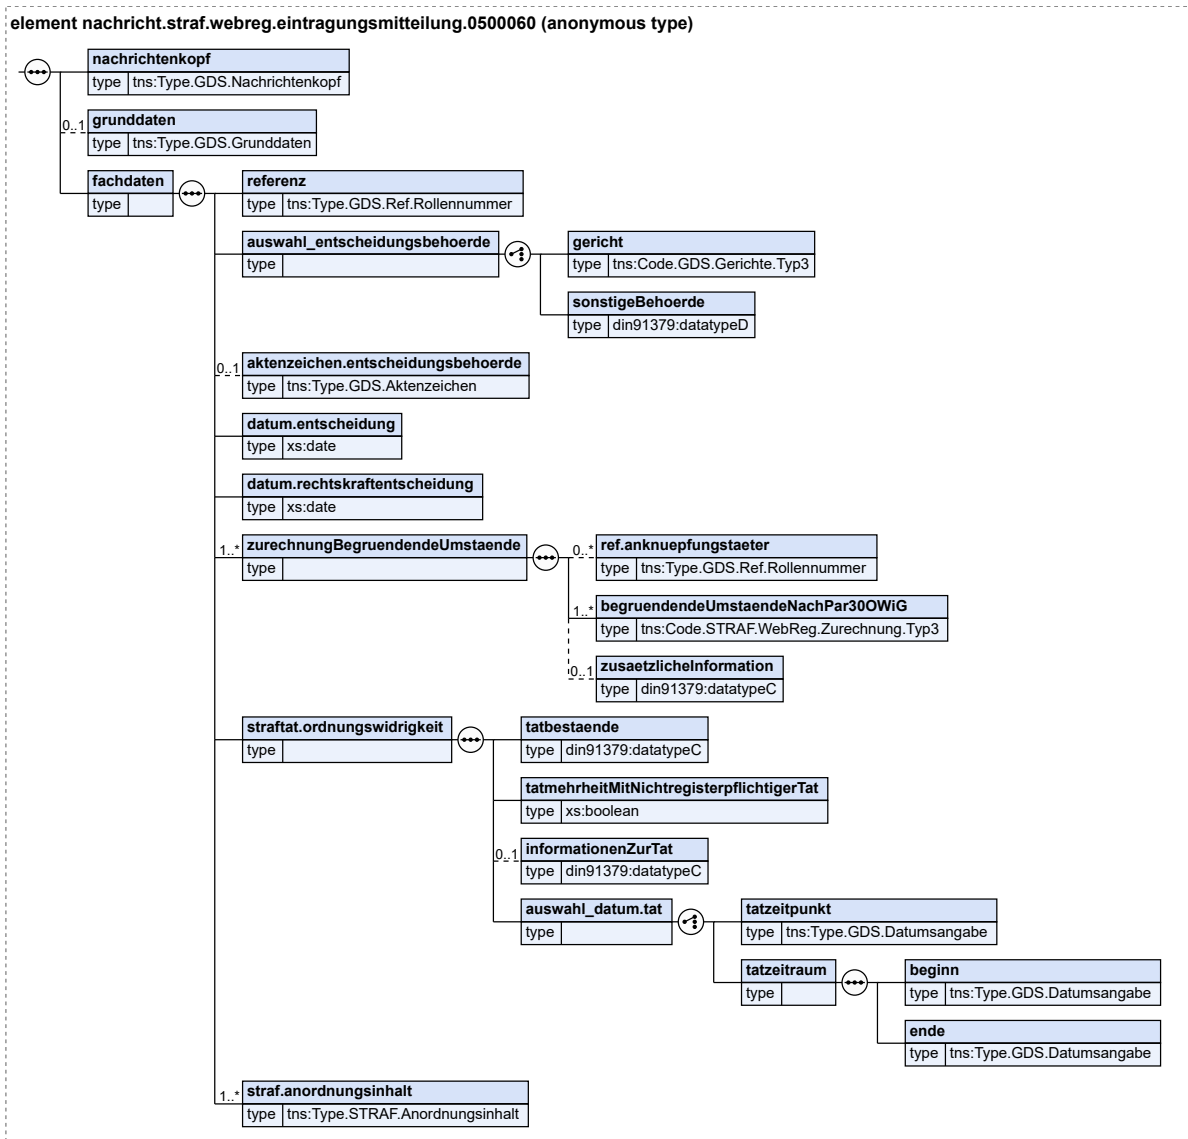 element nachricht.straf.webreg.eintragungsmitteilung.0500060 (anonymous type)
nachrichtenkopf
type tns:Type.GDS.Nachrichtenkopf
0..1 grunddaten
type tns:Type.GDS.Grunddaten
fachdaten
type
referenz
type tns:Type.GDS.Ref.Rollennummer
auswahl_entscheidungsbehoerde
type
gericht
type tns:Code.GDS.Gerichte.Typ3
sonstigeBehoerde
type din91379:datatypeD
0..1 aktenzeichen.entscheidungsbehoerde
type tns:Type.GDS.Aktenzeichen
datum.entscheidung
type xs:date
datum.rechtskraftentscheidung
type xs:date
1..* zurechnungBegruendendeUmstaende
type
0..* ref.anknuepfungstaeter
type tns:Type.GDS.Ref.Rollennummer
1..* begruendendeUmstaendeNachPar30OWiG
type tns:Code.STRAF.WebReg.Zurechnung.Typ3
0..1 zusaetzlicheInformation
type din91379:datatypeC
straftat.ordnungswidrigkeit
type
tatbestaende
type din91379:datatypeC
tatmehrheitMitNichtregisterpflichtigerTat
type xs:boolean
0..1 informationenZurTat
type din91379:datatypeC
auswahl_datum.tat
type
tatzeitpunkt
type tns:Type.GDS.Datumsangabe
tatzeitraum
type
beginn
type tns:Type.GDS.Datumsangabe
ende
type tns:Type.GDS.Datumsangabe
1..* straf.anordnungsinhalt
type tns:Type.STRAF.Anordnungsinhalt